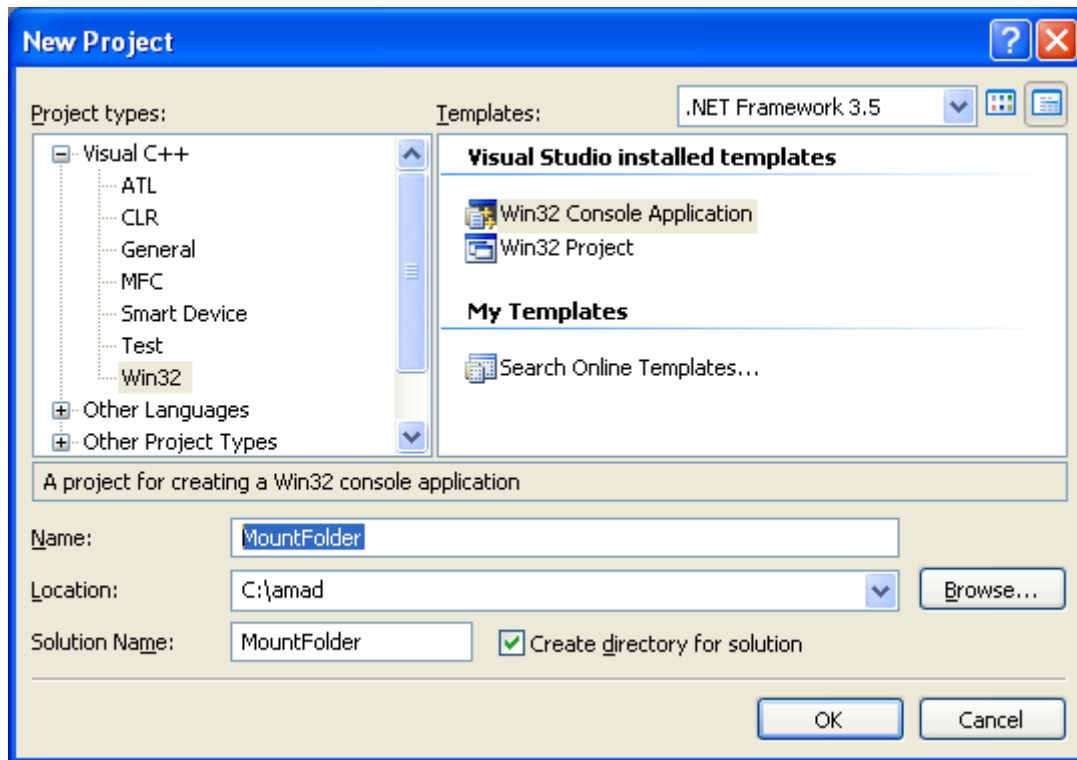 New Project
Project types:
Templates:
.NET Framework 3.5
Visual C++
ATL
CLR
General
MFC
Smart Device
Test
Win32
Other Languages
Other Project Types
Visual Studio installed templates
Win32 Console Application
Win32 Project
My Templates
Search Online Templates...
A project for creating a Win32 console application
Name:
MountFolder
Location:
C:\amad
Browse...
Solution Name:
MountFolder
Create directory for solution
OK
Cancel